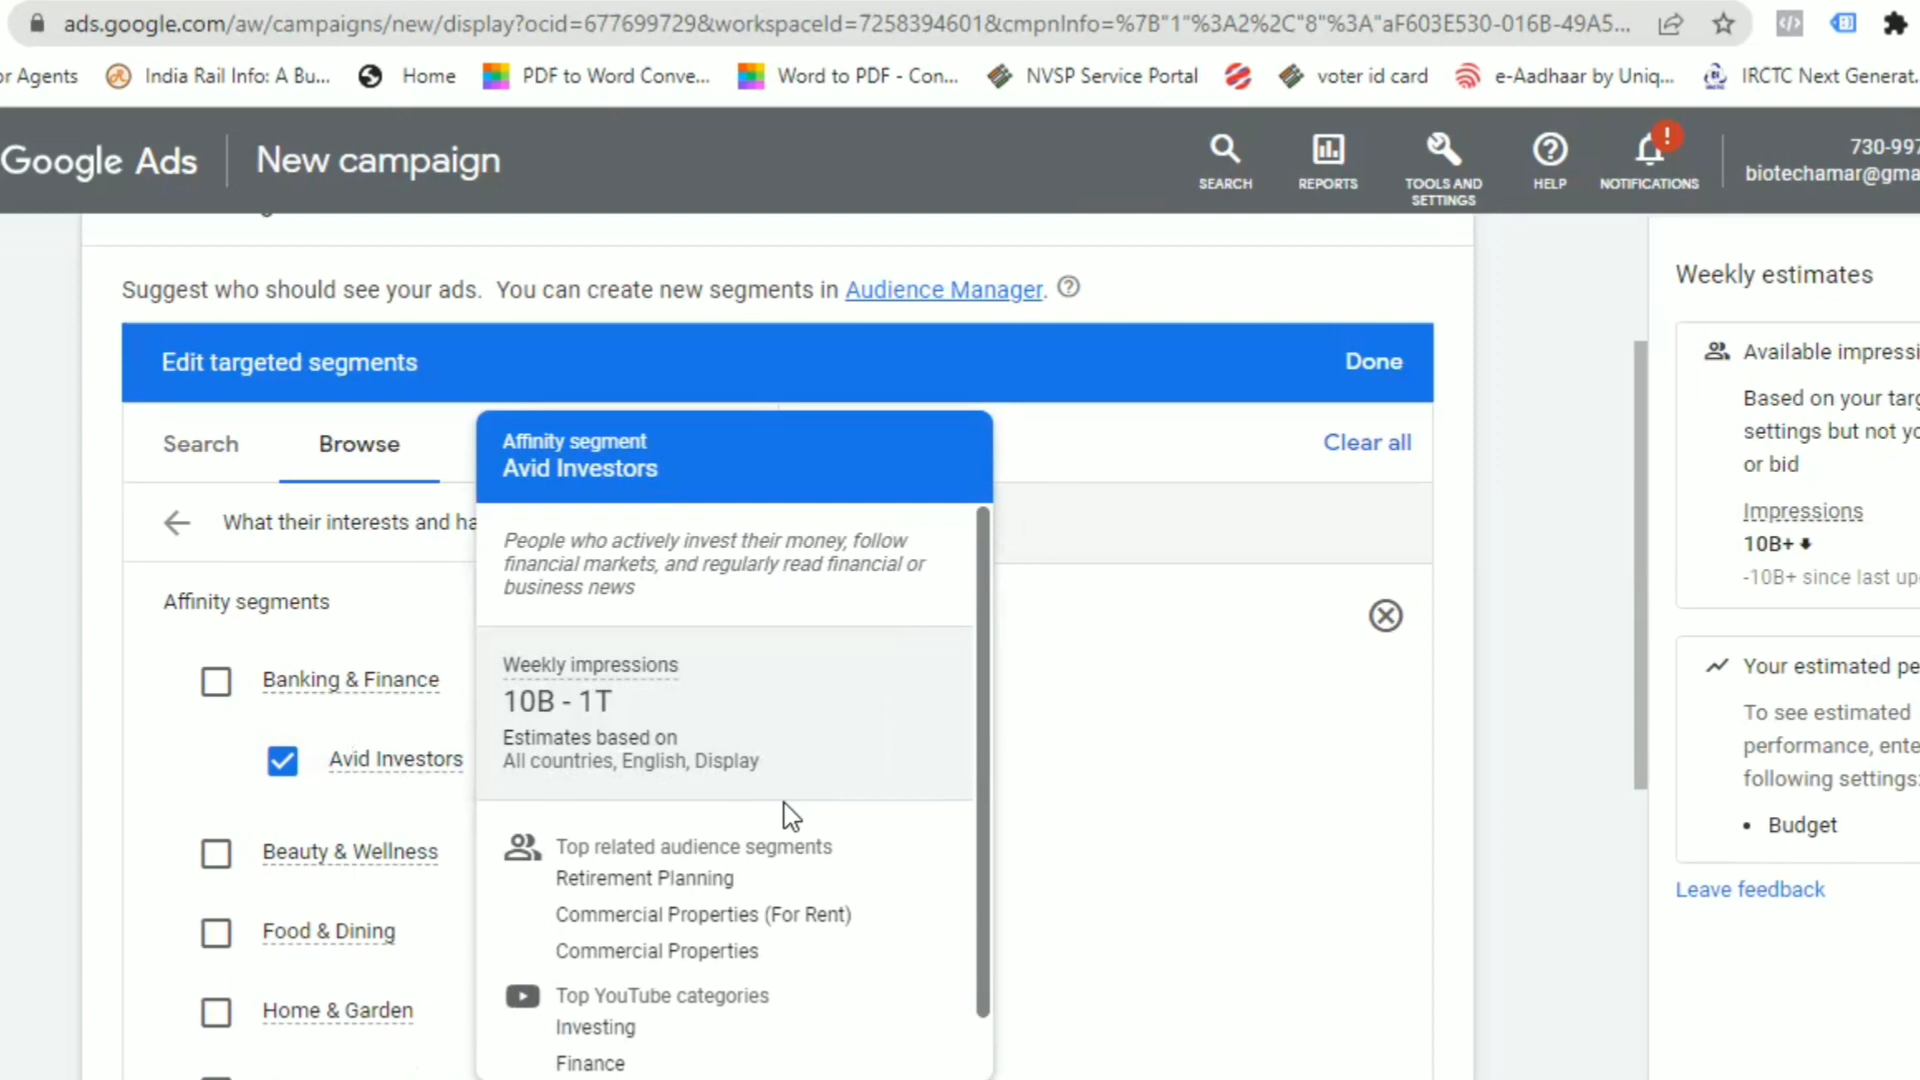 ads.google.com/aw/campaigns/new/display?ocid=677699729&workspaceId=7258394601&cmpnInfo=%7B"1"%3A2%2C"8"%3A"aF603E530-016B-49A5...
or Agents
India Rail Info: A Bu...
Home
PDF to Word Conve...
Word to PDF - Con...
NVSP Service Portal
voter id card
e-Aadhaar by Uniq...
IRCTC Next Generat.
Google Ads
New campaign
SEARCH
REPORTS
TOOLS AND
SETTINGS
HELP
!
NOTIFICATIONS
730-997
biotechamar@gma
Suggest who should see your ads. You can create new segments in Audience Manager.
Edit targeted segments
Done
Search
Browse
Clear all
What their interests and ha
Affinity segments
Banking & Finance
Avid Investors
Beauty & Wellness
Food & Dining
Home & Garden
Affinity segment
Avid Investors
People who actively invest their money, follow
financial markets, and regularly read financial or
business news
Weekly impressions
10B - 1T
Estimates based on
All countries, English, Display
Top related audience segments
Retirement Planning
Commercial Properties (For Rent)
Commercial Properties
Top YouTube categories
Investing
Finance
Weekly estimates
Available impressi
Based on your targ
settings but not yo
or bid
Impressions
10B+
-10B+ since last up
Your estimated pe
To see estimated
performance, ente
following settings:
• Budget
Leave feedback